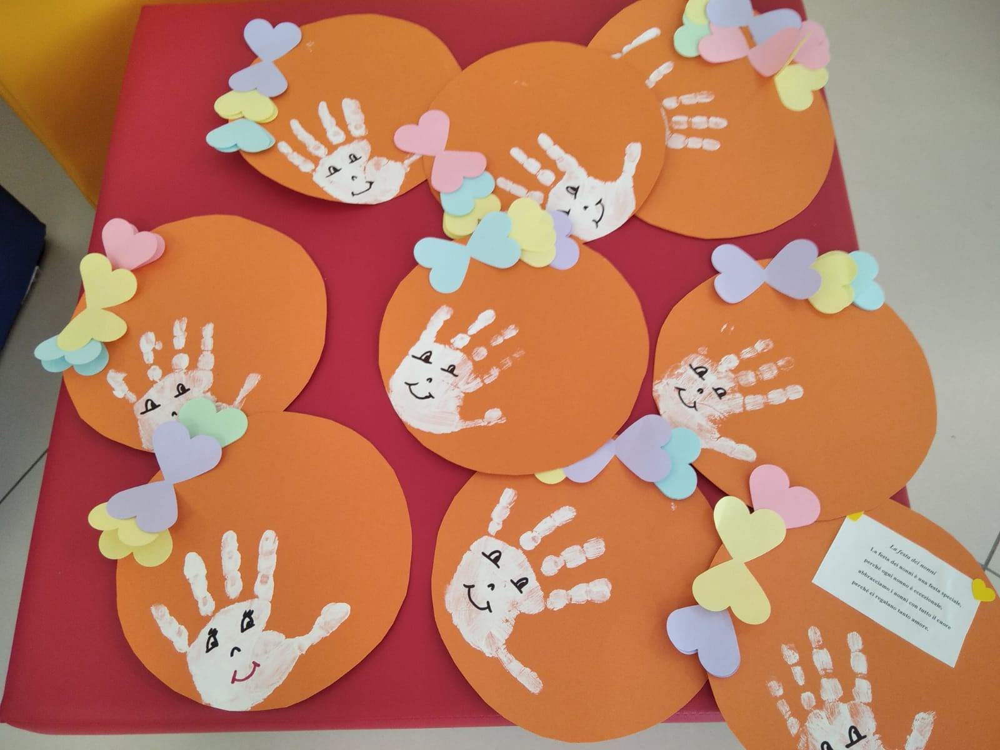 La festa dei nonni
La festa dei nonni è una festa speciale,
perché ogni nonno è eccezionale,
abbracciamo i nonni con tutto il cuore
perché ci regalano tanto amore.